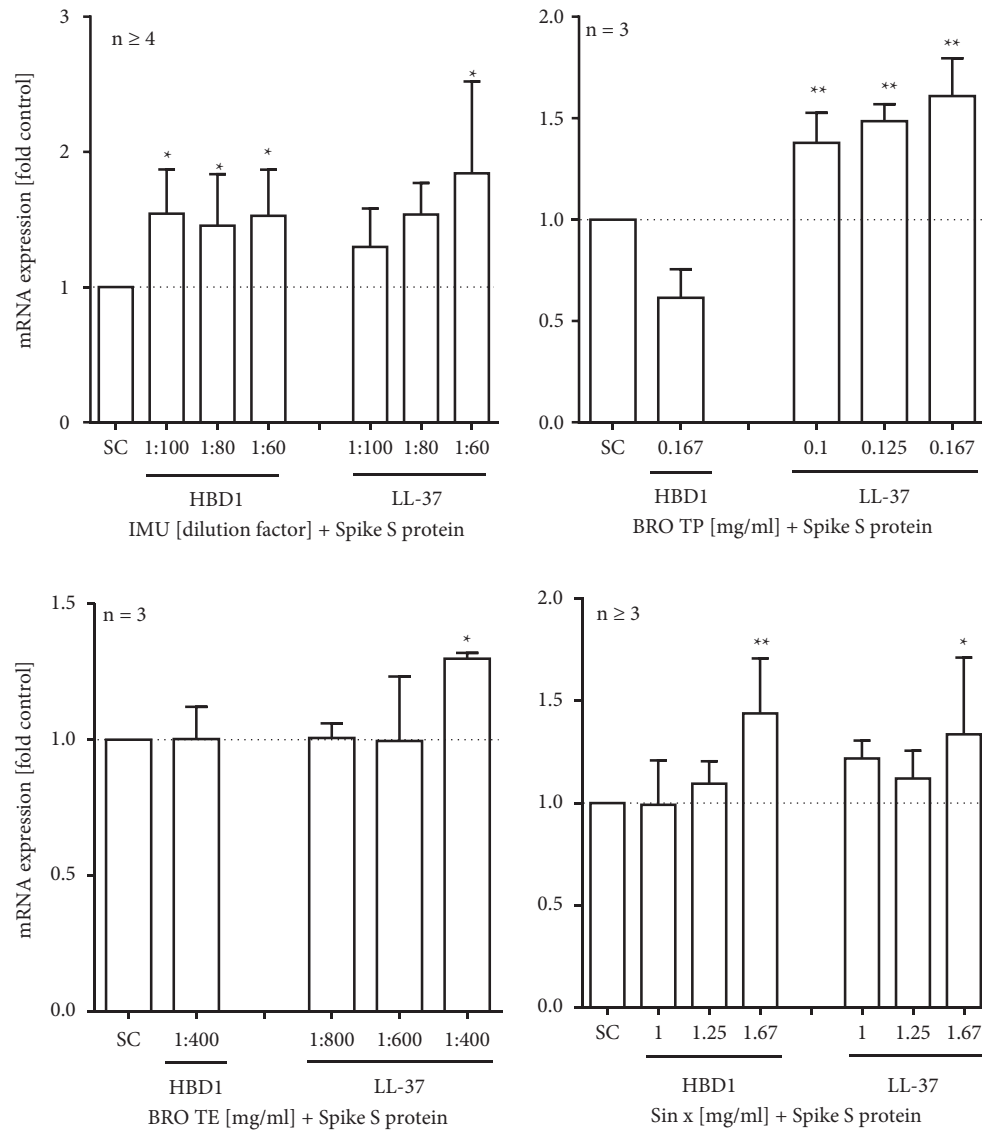 mRNA expression [fold control]
3
2
1
0
n ≥ 4
*
*
*
*
SC 1:100 1:80 1:60 1:100 1:80 1:60
HBD1 LL-37
IMU [dilution factor] + Spike S protein
2.0
1.5
1.0
0.5
0.0
n = 3
**
**
**
SC 0.167 0.1 0.125 0.167
HBD1 LL-37
BRO TP [mg/ml] + Spike S protein
mRNA expression [fold control]
1.5
1.0
0.5
0.0
n = 3
*
SC 1:400 1:800 1:600 1:400
HBD1 LL-37
BRO TE [mg/ml] + Spike S protein
2.0
1.5
1.0
0.5
0.0
n ≥ 3
**
*
SC 1 1.25 1.67 1 1.25 1.67
HBD1 LL-37
Sin x [mg/ml] + Spike S protein